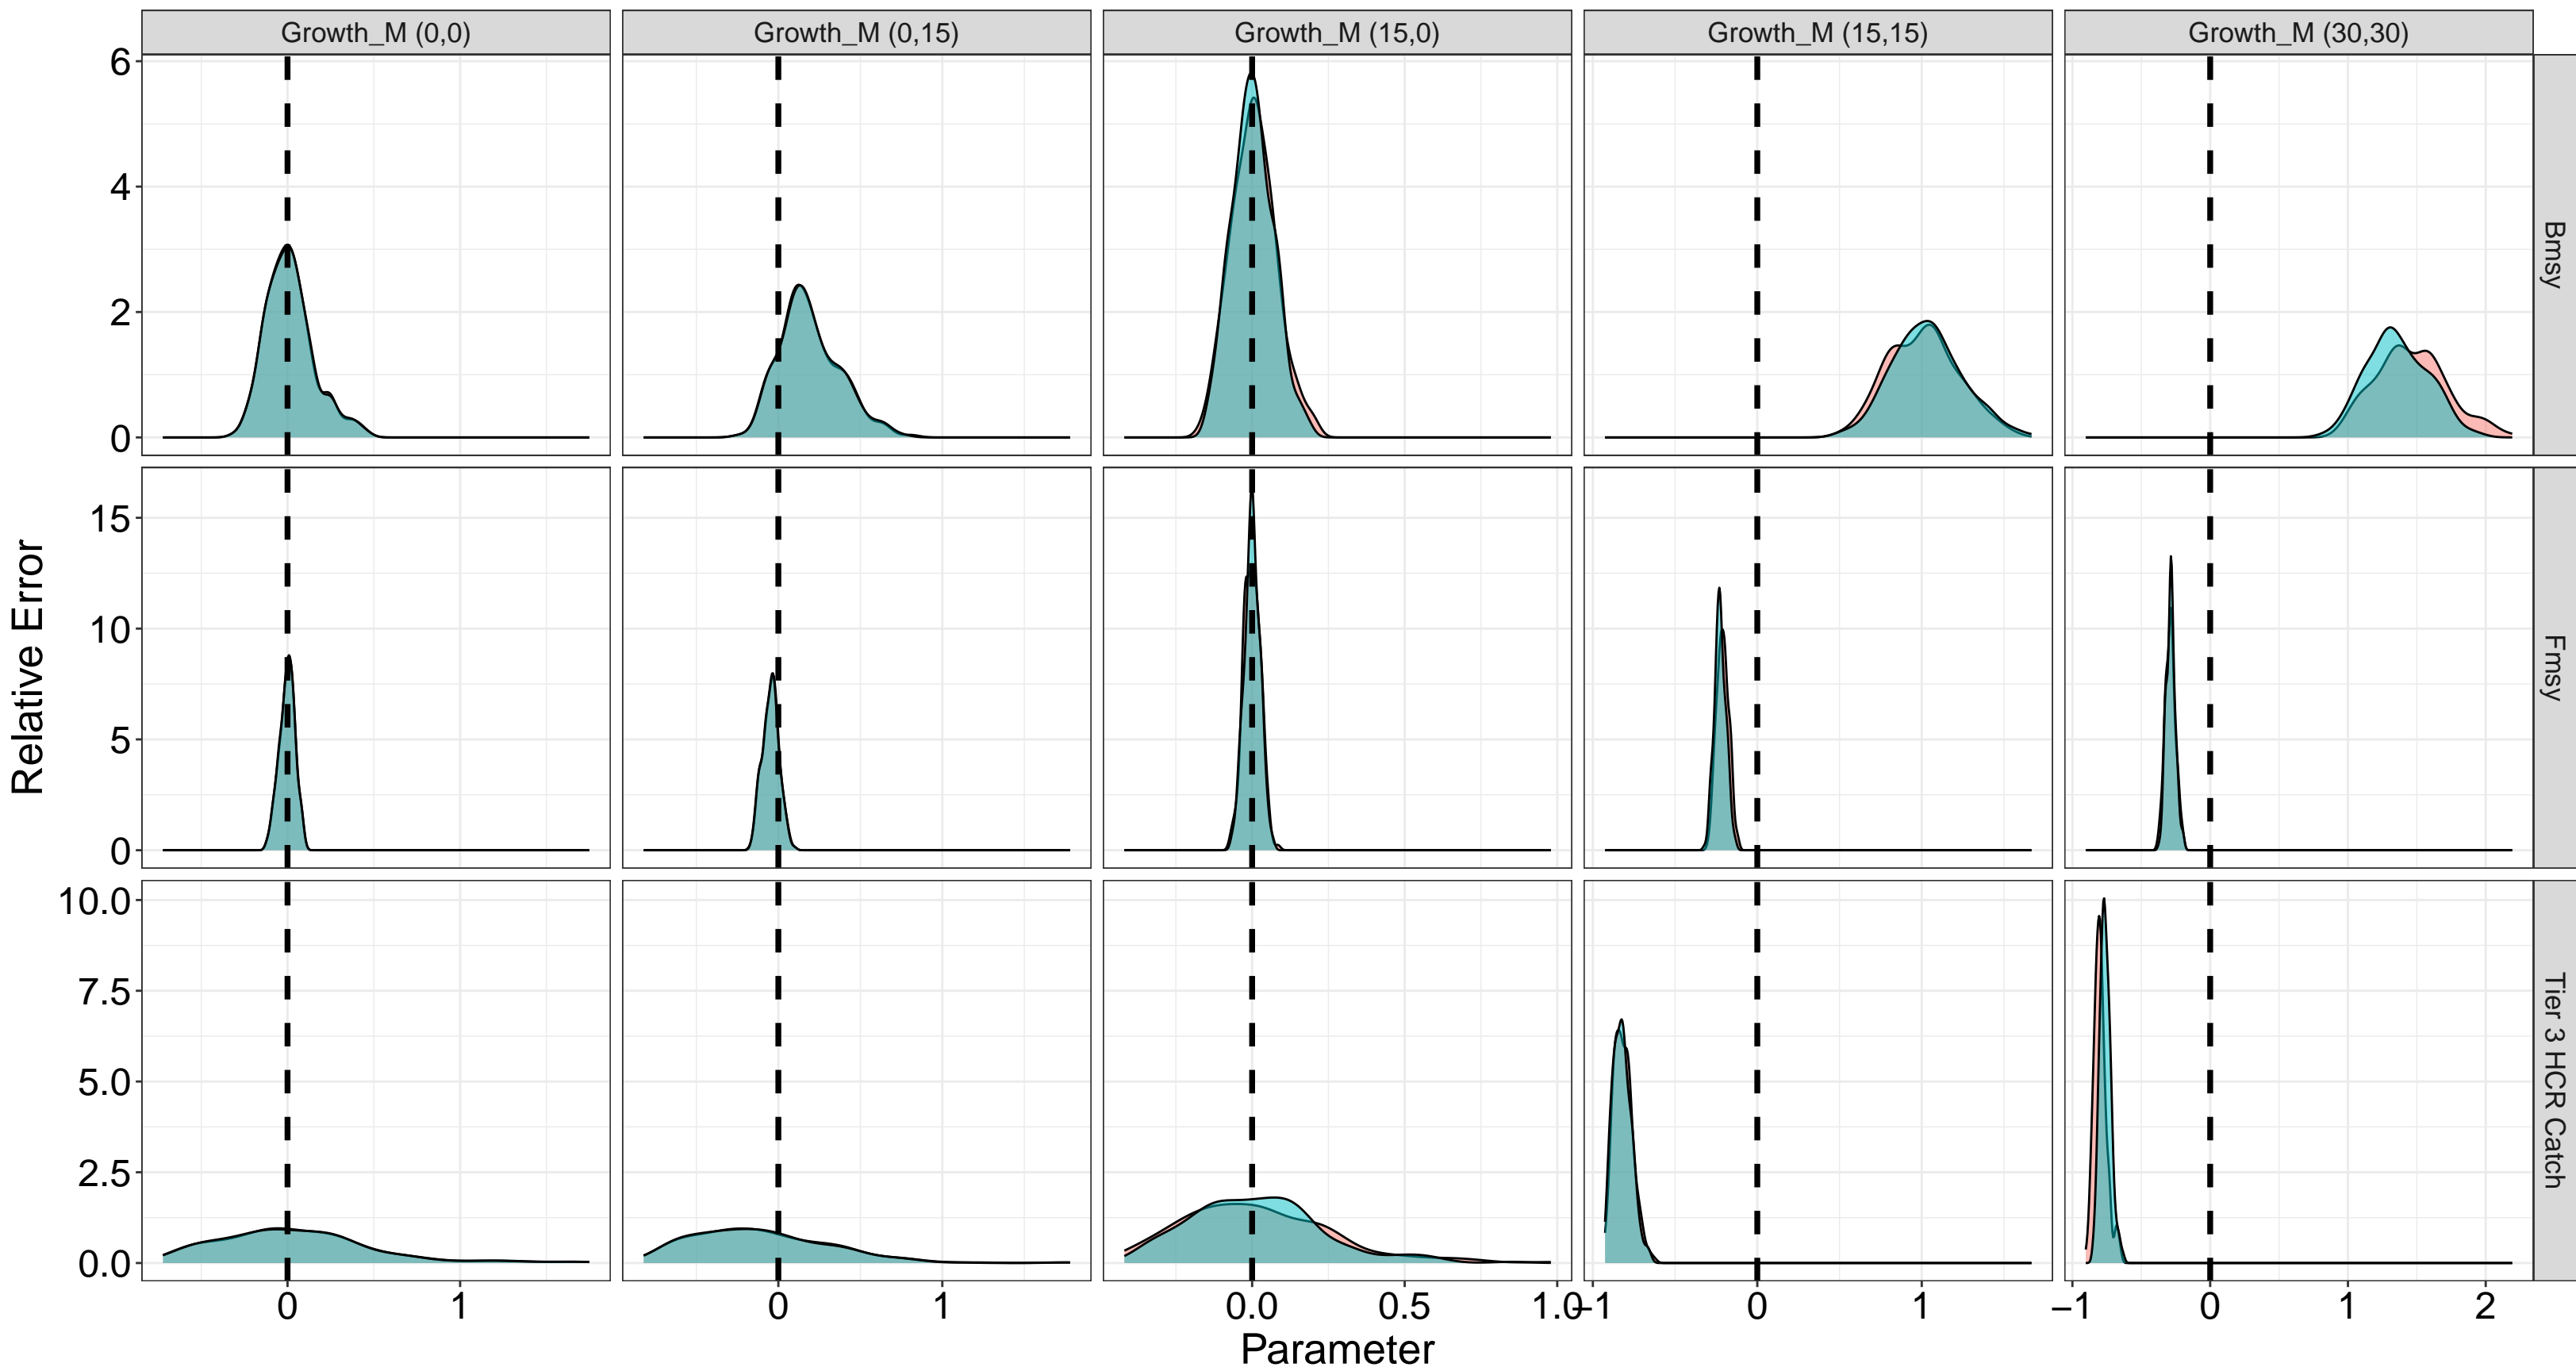 Growth_M (0,0)
Growth_M (0,15)
Growth_M (15,0)
Growth_M (15,15)
Growth_M (30,30)
6
4
2
0
Bmsy
15
10
5
0
Fmsy
10.0
7.5
5.0
2.5
0.0
Tier 3 HCR Catch
Relative Error
0
1
0
1
0.0
0.5
1.0
−1
0
1
−1
0
1
2
Parameter